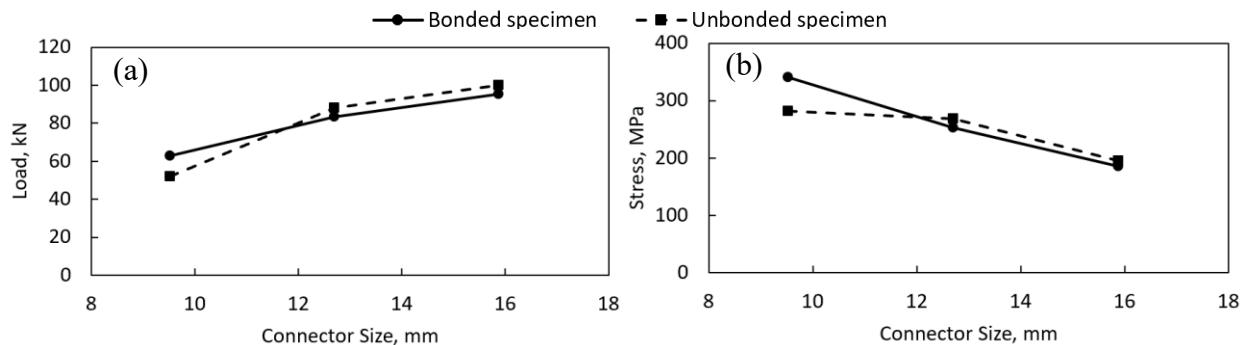 Bonded specimen
Unbonded specimen
(a)
120
100
80
60
40
20
0
Load, kN
8 10 12 14 16 18
Connector Size, mm
(b)
400
300
200
100
0
Stress, MPa
8 10 12 14 16 18
Connector Size, mm